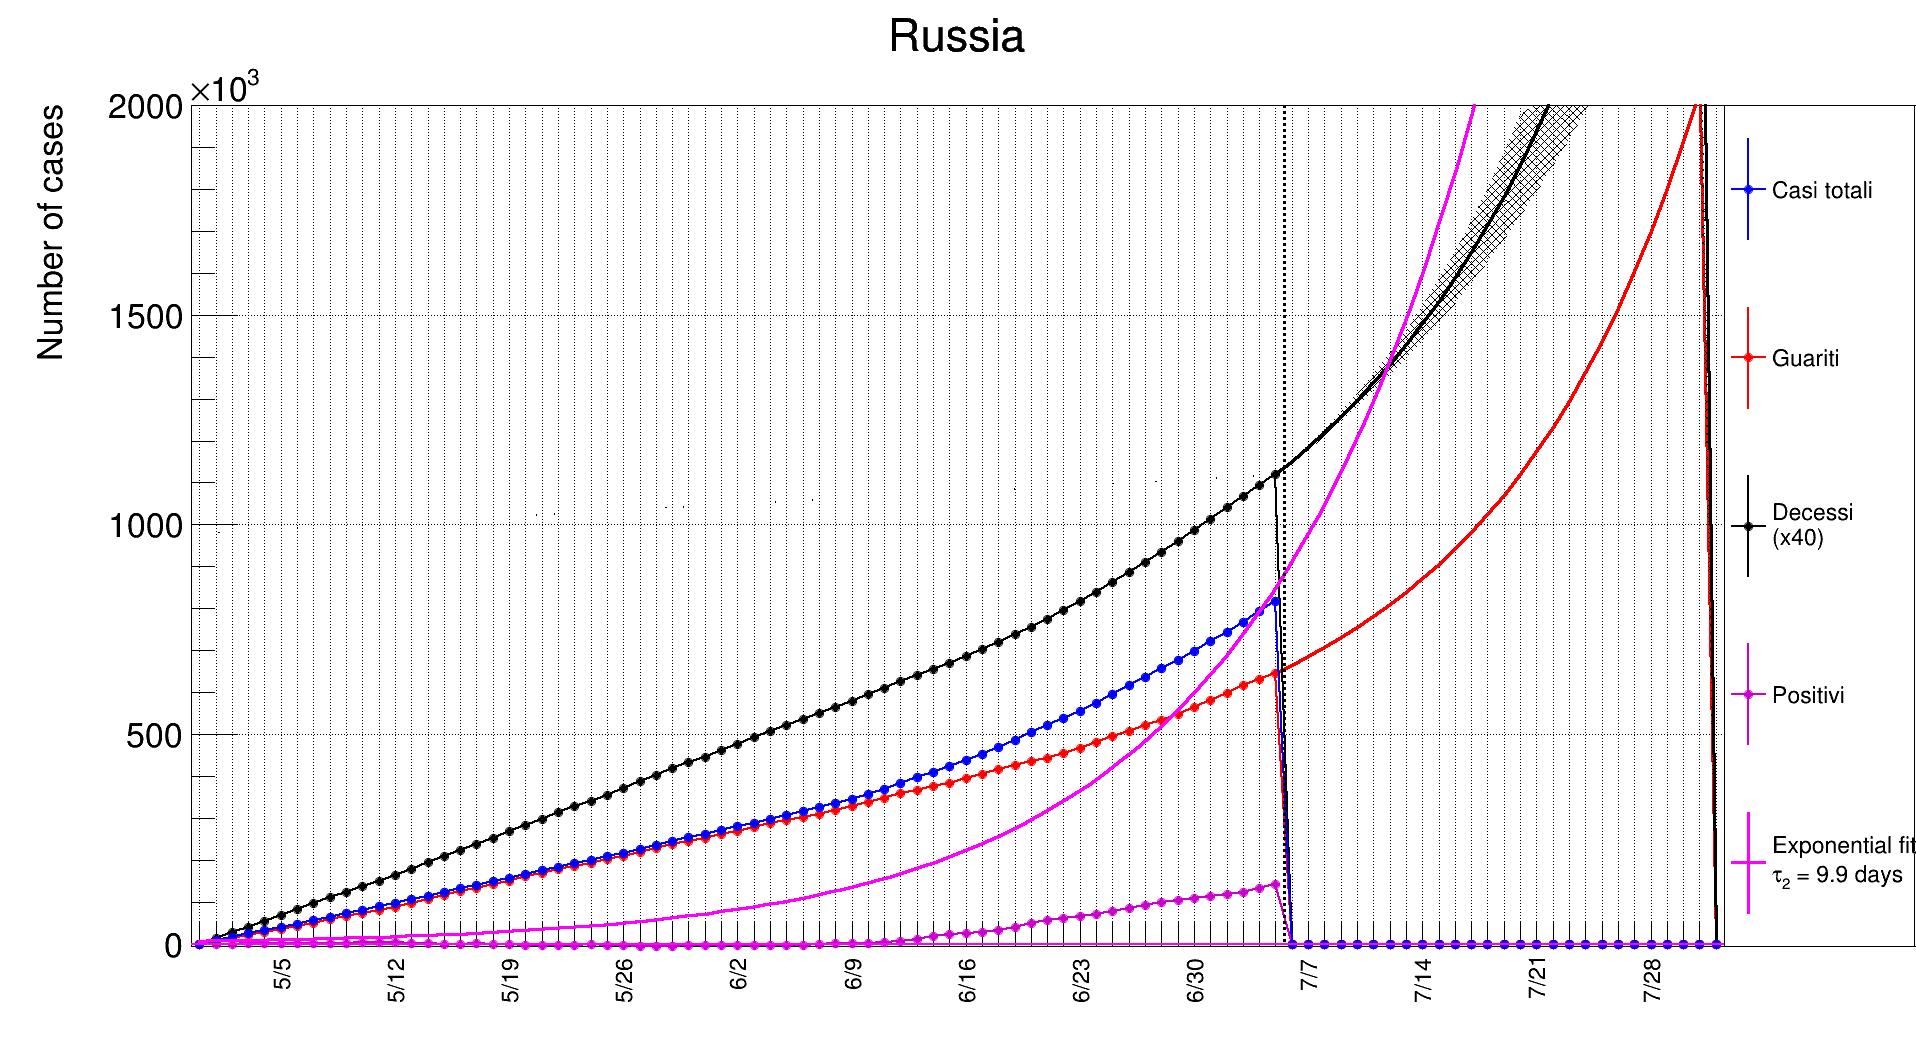 Russia
×10³
Number of cases
2000
1500
1000
500
0
5/5
5/12
5/19
5/26
6/2
6/9
6/16
6/23
6/30
7/7
7/14
7/21
7/28
Casi totali
Guariti
Decessi
(x40)
Positivi
Exponential fit
τ₂ = 9.9 days